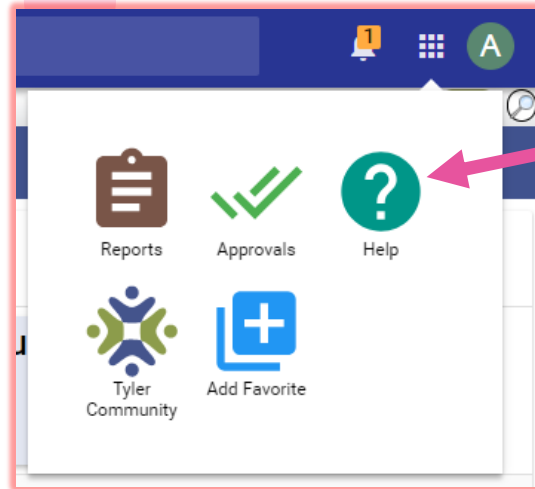 1
A
Reports Approvals Help
Tyler
Community
Add Favorite
u